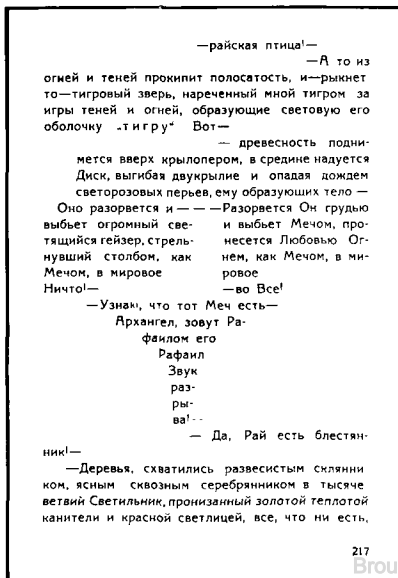 —райская птица!—
—А то из
огней и теней прокипит полосатость, и—рыкнет
то—тигровый зверь, нареченный мной тигром за
игры теней и огней, образующие световую его
оболочку „тигру“ Вот—
— древесность подни-
мется вверх крылопером, в средине надуется
Диск, выгибая двукрылие и опадая дождем
светорозовых перьев, ему образующих тело —
Оно разорвется и — — —Разорвется Он грудью
выбьет огромный све- и выбьет Мечом, про-
тящийся гейзер, стрель- несется Любовью Ог-
нувший столбом, как нем, как Мечом, в ми-
Мечом, в мировое ровое
Ничто!— —во Все!
—Узнаю, что тот Меч есть—
Архангел, зовут Ра-
фаилом его
Рафаил
Звук
раз-
ры-
ва!--
— Да, Рай есть блестян-
ник!—
—Деревья, схватились развесистым склянни
ком, ясным сквозным серебрянником в тысяче
ветвий Светильник, пронизанный золотой теплотой
канители и красной светлицей, все, что ни есть,
217
Brou